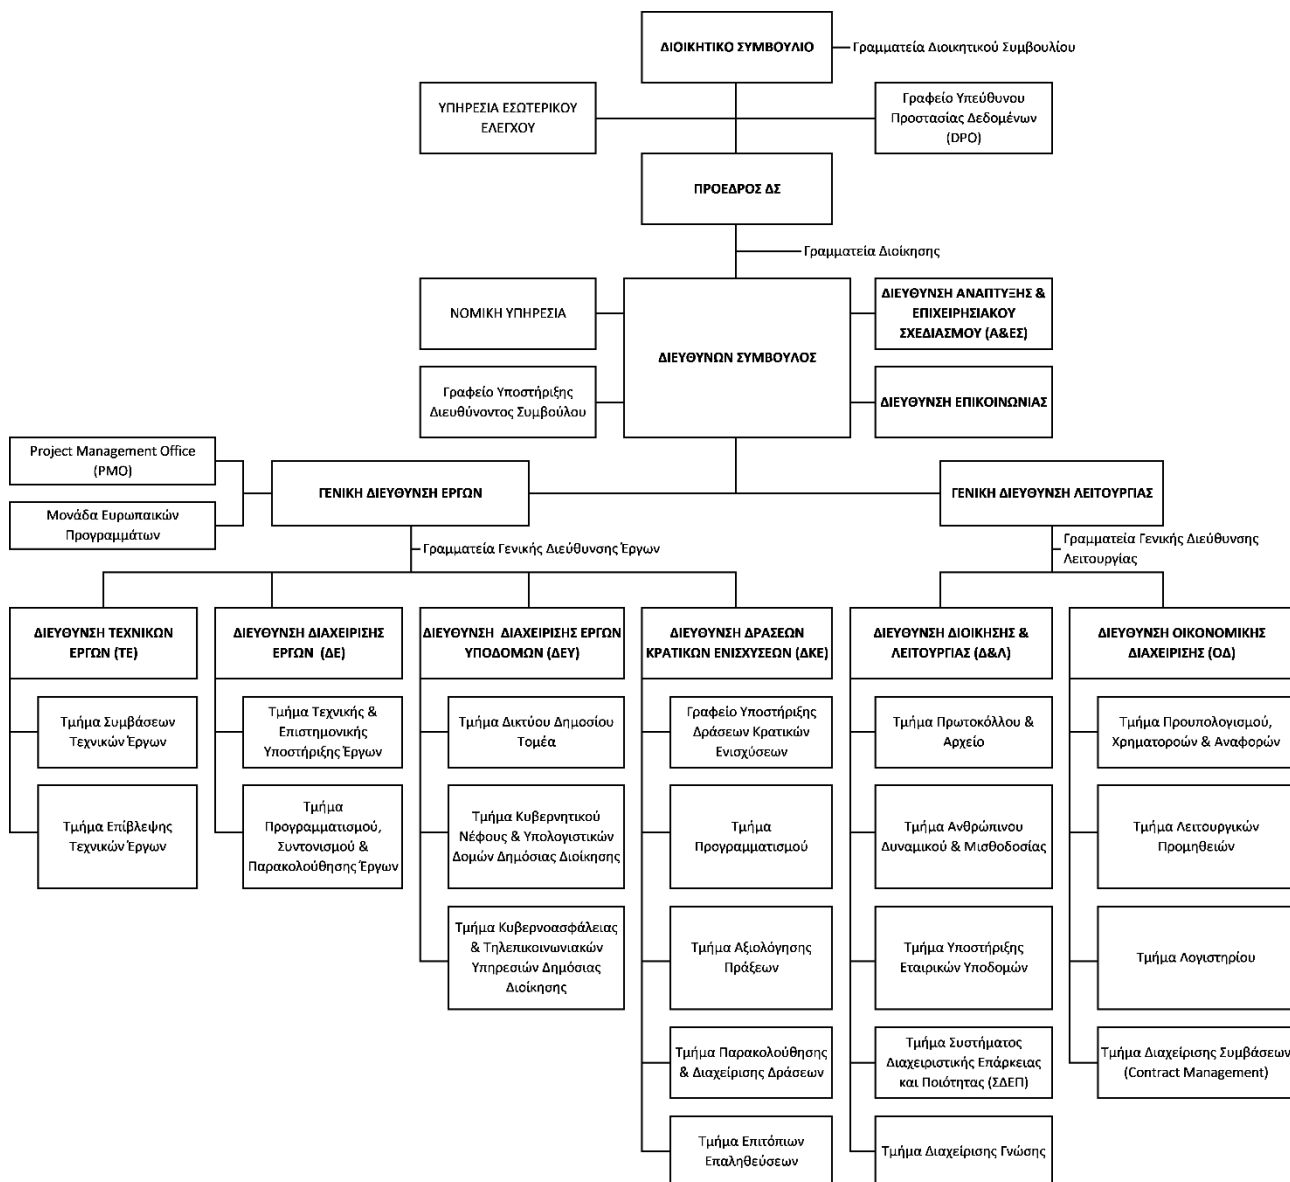 ΔΙΟΙΚΗΤΙΚΟ ΣΥΜΒΟΥΛΙΟ
Γραμματεία Διοικητικού Συμβουλίου
ΥΠΗΡΕΣΙΑ ΕΣΩΤΕΡΙΚΟΥ
ΕΛΕΓΧΟΥ
Γραφείο Υπεύθυνου
Προστασίας Δεδομένων
(DPO)
ΠΡΟΕΔΡΟΣ ΔΣ
Γραμματεία Διοίκησης
ΝΟΜΙΚΗ ΥΠΗΡΕΣΙΑ
ΔΙΕΥΘΥΝΣΗ ΑΝΑΠΤΥΞΗΣ &
ΕΠΙΧΕΙΡΗΣΙΑΚΟΥ
ΣΧΕΔΙΑΣΜΟΥ (Α&ΕΣ)
ΔΙΕΥΘΥΝΩΝ ΣΥΜΒΟΥΛΟΣ
Γραφείο Υποστήριξης
Διευθύνοντος Συμβούλου
ΔΙΕΥΘΥΝΣΗ ΕΠΙΚΟΙΝΩΝΙΑΣ
Project Management Office
(PMO)
Μονάδα Ευρωπαικών
Προγραμμάτων
ΓΕΝΙΚΗ ΔΙΕΥΘΥΝΣΗ ΕΡΓΩΝ
ΓΕΝΙΚΗ ΔΙΕΥΘΥΝΣΗ ΛΕΙΤΟΥΡΓΙΑΣ
Γραμματεία Γενικής Διεύθυνσης Έργων
Γραμματεία Γενικής Διεύθυνσης
Λειτουργίας
ΔΙΕΥΘΥΝΣΗ ΤΕΧΝΙΚΩΝ
ΕΡΓΩΝ (ΤΕ)
ΔΙΕΥΘΥΝΣΗ ΔΙΑΧΕΙΡΙΣΗΣ
ΕΡΓΩΝ (ΔΕ)
ΔΙΕΥΘΥΝΣΗ ΔΙΑΧΕΙΡΙΣΗΣ ΕΡΓΩΝ
ΥΠΟΔΟΜΩΝ (ΔΕΥ)
ΔΙΕΥΘΥΝΣΗ ΔΡΑΣΕΩΝ
ΚΡΑΤΙΚΩΝ ΕΝΙΣΧΥΣΕΩΝ (ΔΚΕ)
ΔΙΕΥΘΥΝΣΗ ΔΙΟΙΚΗΣΗΣ &
ΛΕΙΤΟΥΡΓΙΑΣ (Δ&Λ)
ΔΙΕΥΘΥΝΣΗ ΟΙΚΟΝΟΜΙΚΗΣ
ΔΙΑΧΕΙΡΙΣΗΣ (ΟΔ)
Τμήμα Συμβάσεων
Τεχνικών Έργων
Τμήμα Τεχνικής &
Επιστημονικής
Υποστήριξης Έργων
Τμήμα Δικτύου Δημοσίου
Τομέα
Γραφείο Υποστήριξης
Δράσεων Κρατικών
Ενισχύσεων
Τμήμα Πρωτοκόλλου &
Αρχείο
Τμήμα Προυπολογισμού,
Χρηματοροών & Αναφορών
Τμήμα Επίβλεψης
Τεχνικών Έργων
Τμήμα
Προγραμματισμού,
Συντονισμού &
Παρακολούθησης Έργων
Τμήμα Κυβερνητικού
Νέφους & Υπολογιστικών
Δομών Δημόσιας Διοίκησης
Τμήμα
Προγραμματισμού
Τμήμα Ανθρώπινου
Δυναμικού & Μισθοδοσίας
Τμήμα Λειτουργικών
Προμηθειών
Τμήμα Κυβερνοασφάλειας
& Τηλεπικοινωνιακών
Υπηρεσιών Δημόσιας
Διοίκησης
Τμήμα Αξιολόγησης
Πράξεων
Τμήμα Υποστήριξης
Εταιρικών Υποδομών
Τμήμα Λογιστηρίου
Τμήμα Παρακολούθησης
& Διαχείρισης Δράσεων
Τμήμα Συστήματος
Διαχειριστικής Επάρκειας
και Ποιότητας (ΣΔΕΠ)
Τμήμα Διαχείρισης Συμβάσεων
(Contract Management)
Τμήμα Επιτόπιων
Επαληθεύσεων
Τμήμα Διαχείρισης Γνώσης